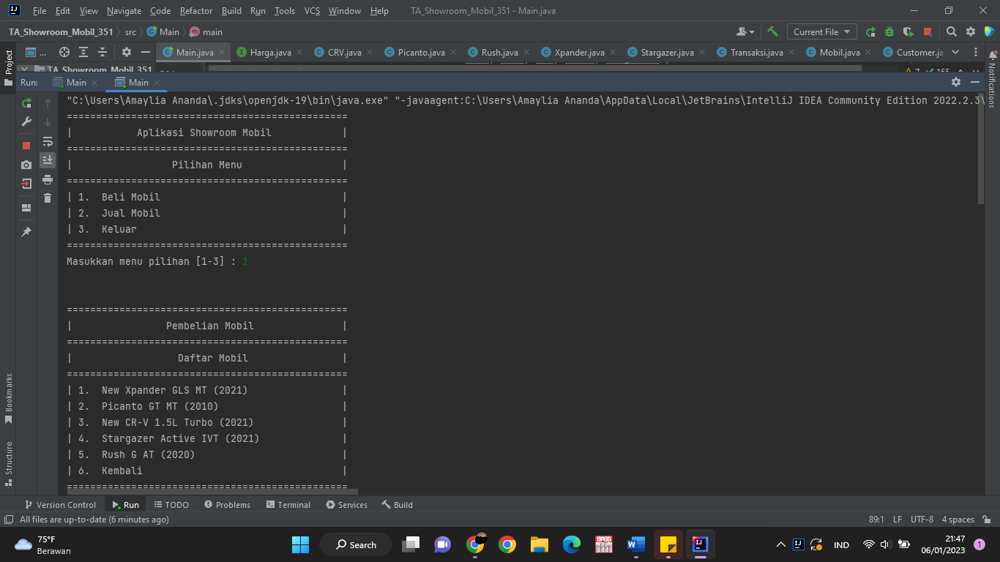 File Edit View Navigate Code Refactor Build Run Tools VCS Window Help TA_Showroom_Mobil_351 - Main.java
TA_Showroom_Mobil_351 src Main main Current File
Project ... Main.java Harga.java CRV.java Picanto.java Rush.java Xpander.java Stargazer.java Transaksi.java Mobil.java Customer.ja
TA_Showroom_Mobil_351 7 165
Run: Main Main
Notifications
"C:\Users\Amaylia Ananda\.jdks\openjdk-19\bin\java.exe" "-javaagent:C:\Users\Amaylia Ananda\AppData\Local\JetBrains\IntelliJ IDEA Community Edition 2022.2.3\
================================================
| Aplikasi Showroom Mobil |
================================================
| Pilihan Menu |
================================================
| 1. Beli Mobil |
| 2. Jual Mobil |
| 3. Keluar |
================================================
Masukkan menu pilihan [1-3] : 1
================================================
| Pembelian Mobil |
================================================
| Daftar Mobil |
================================================
| 1. New Xpander GLS MT (2021) |
| 2. Picanto GT MT (2010) |
| 3. New CR-V 1.5L Turbo (2021) |
| 4. Stargazer Active IVT (2021) |
| 5. Rush G AT (2020) |
| 6. Kembali |
================================================
Bookmarks
Structure
Version Control Run TODO Problems Terminal Services Build
All files are up-to-date (6 minutes ago) 89:1 LF UTF-8 4 spaces
75°F
Berawan
Search
SPSS
IND
21:47
06/01/2023
1